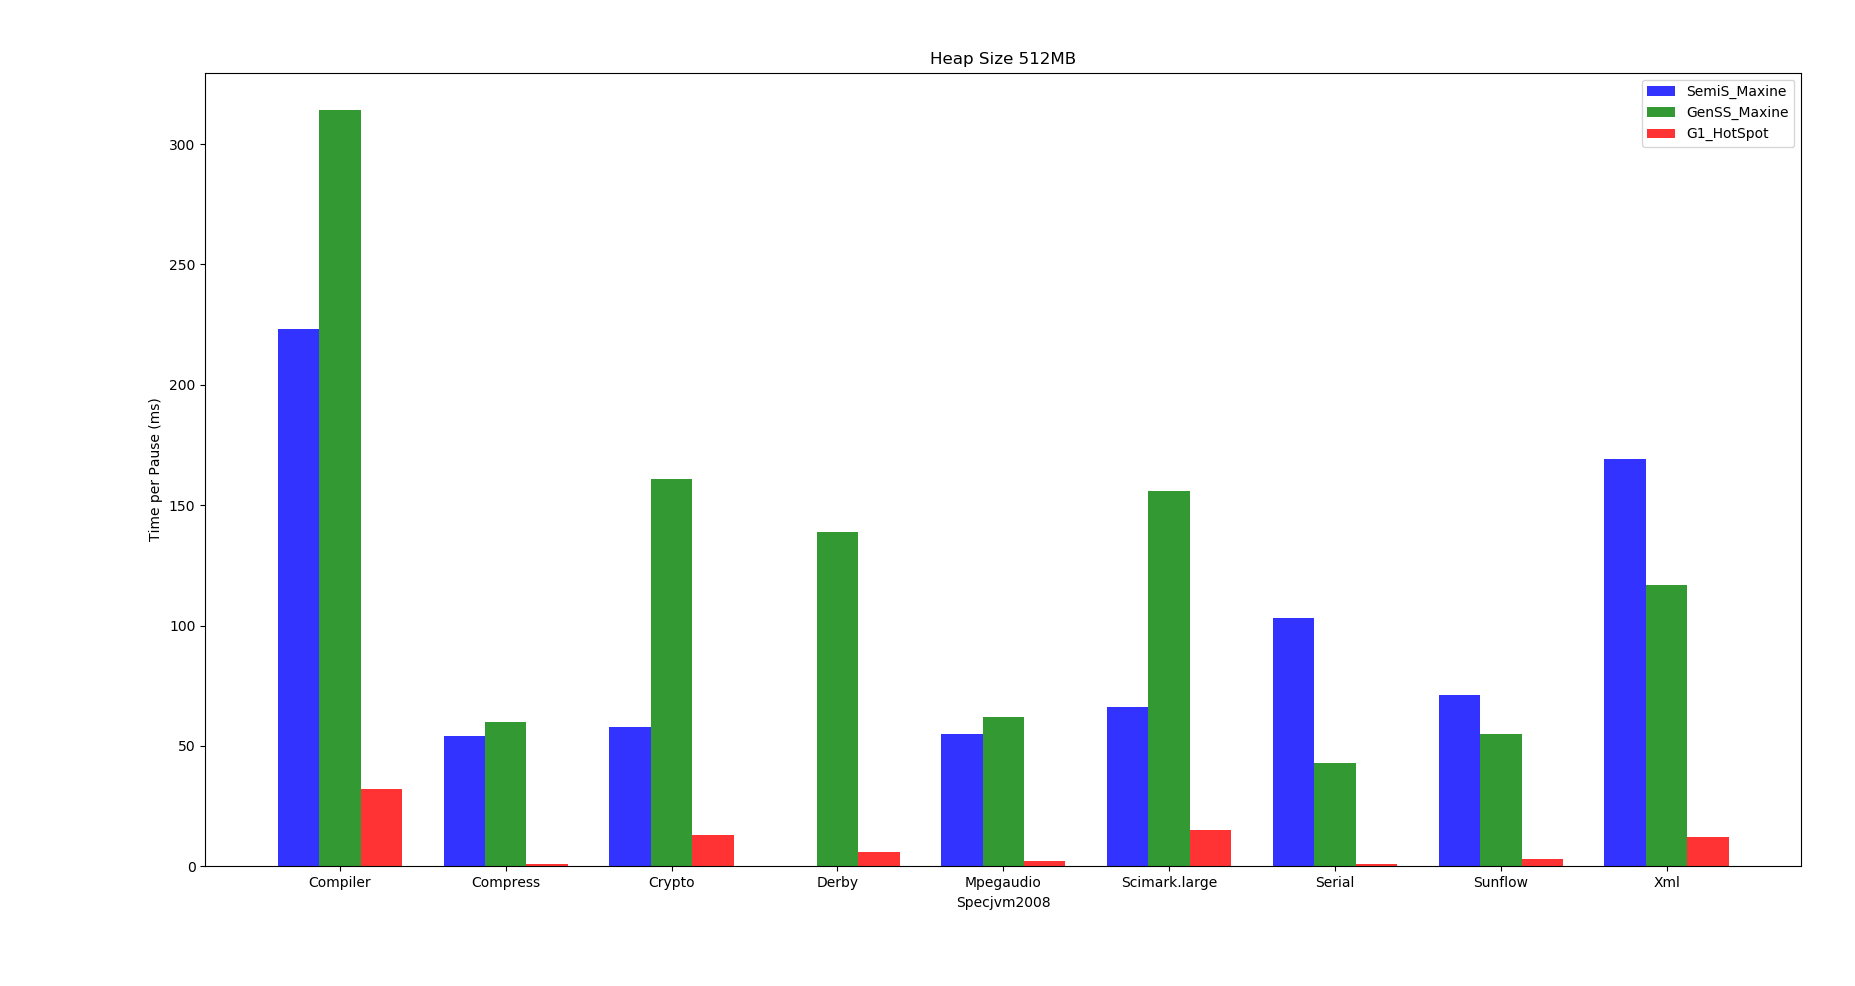 Heap Size 512MB
SemiS_Maxine
GenSS_Maxine
G1_HotSpot
300
250
200
150
100
50
0
Time per Pause (ms)
Compiler Compress Crypto Derby Mpegaudio Scimark.large Serial Sunflow Xml
Specjvm2008